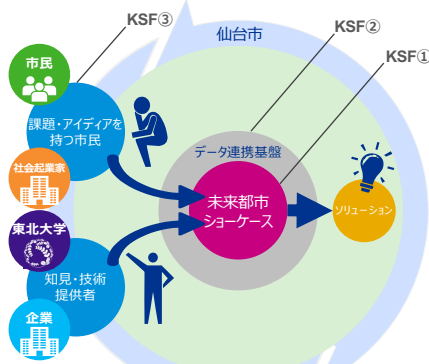 KSF③
仙台市
KSF②
KSF①
市民
課題・アイディアを
持つ市民
社会起業家
データ連携基盤
未来都市
ショーケース
ソリューション
東北大学
知見・技術
提供者
企業